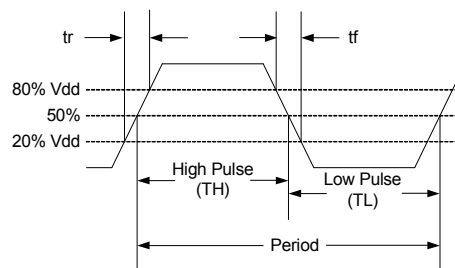 tr
tf
80% Vdd
50%
20% Vdd
High Pulse
(TH)
Low Pulse
(TL)
Period